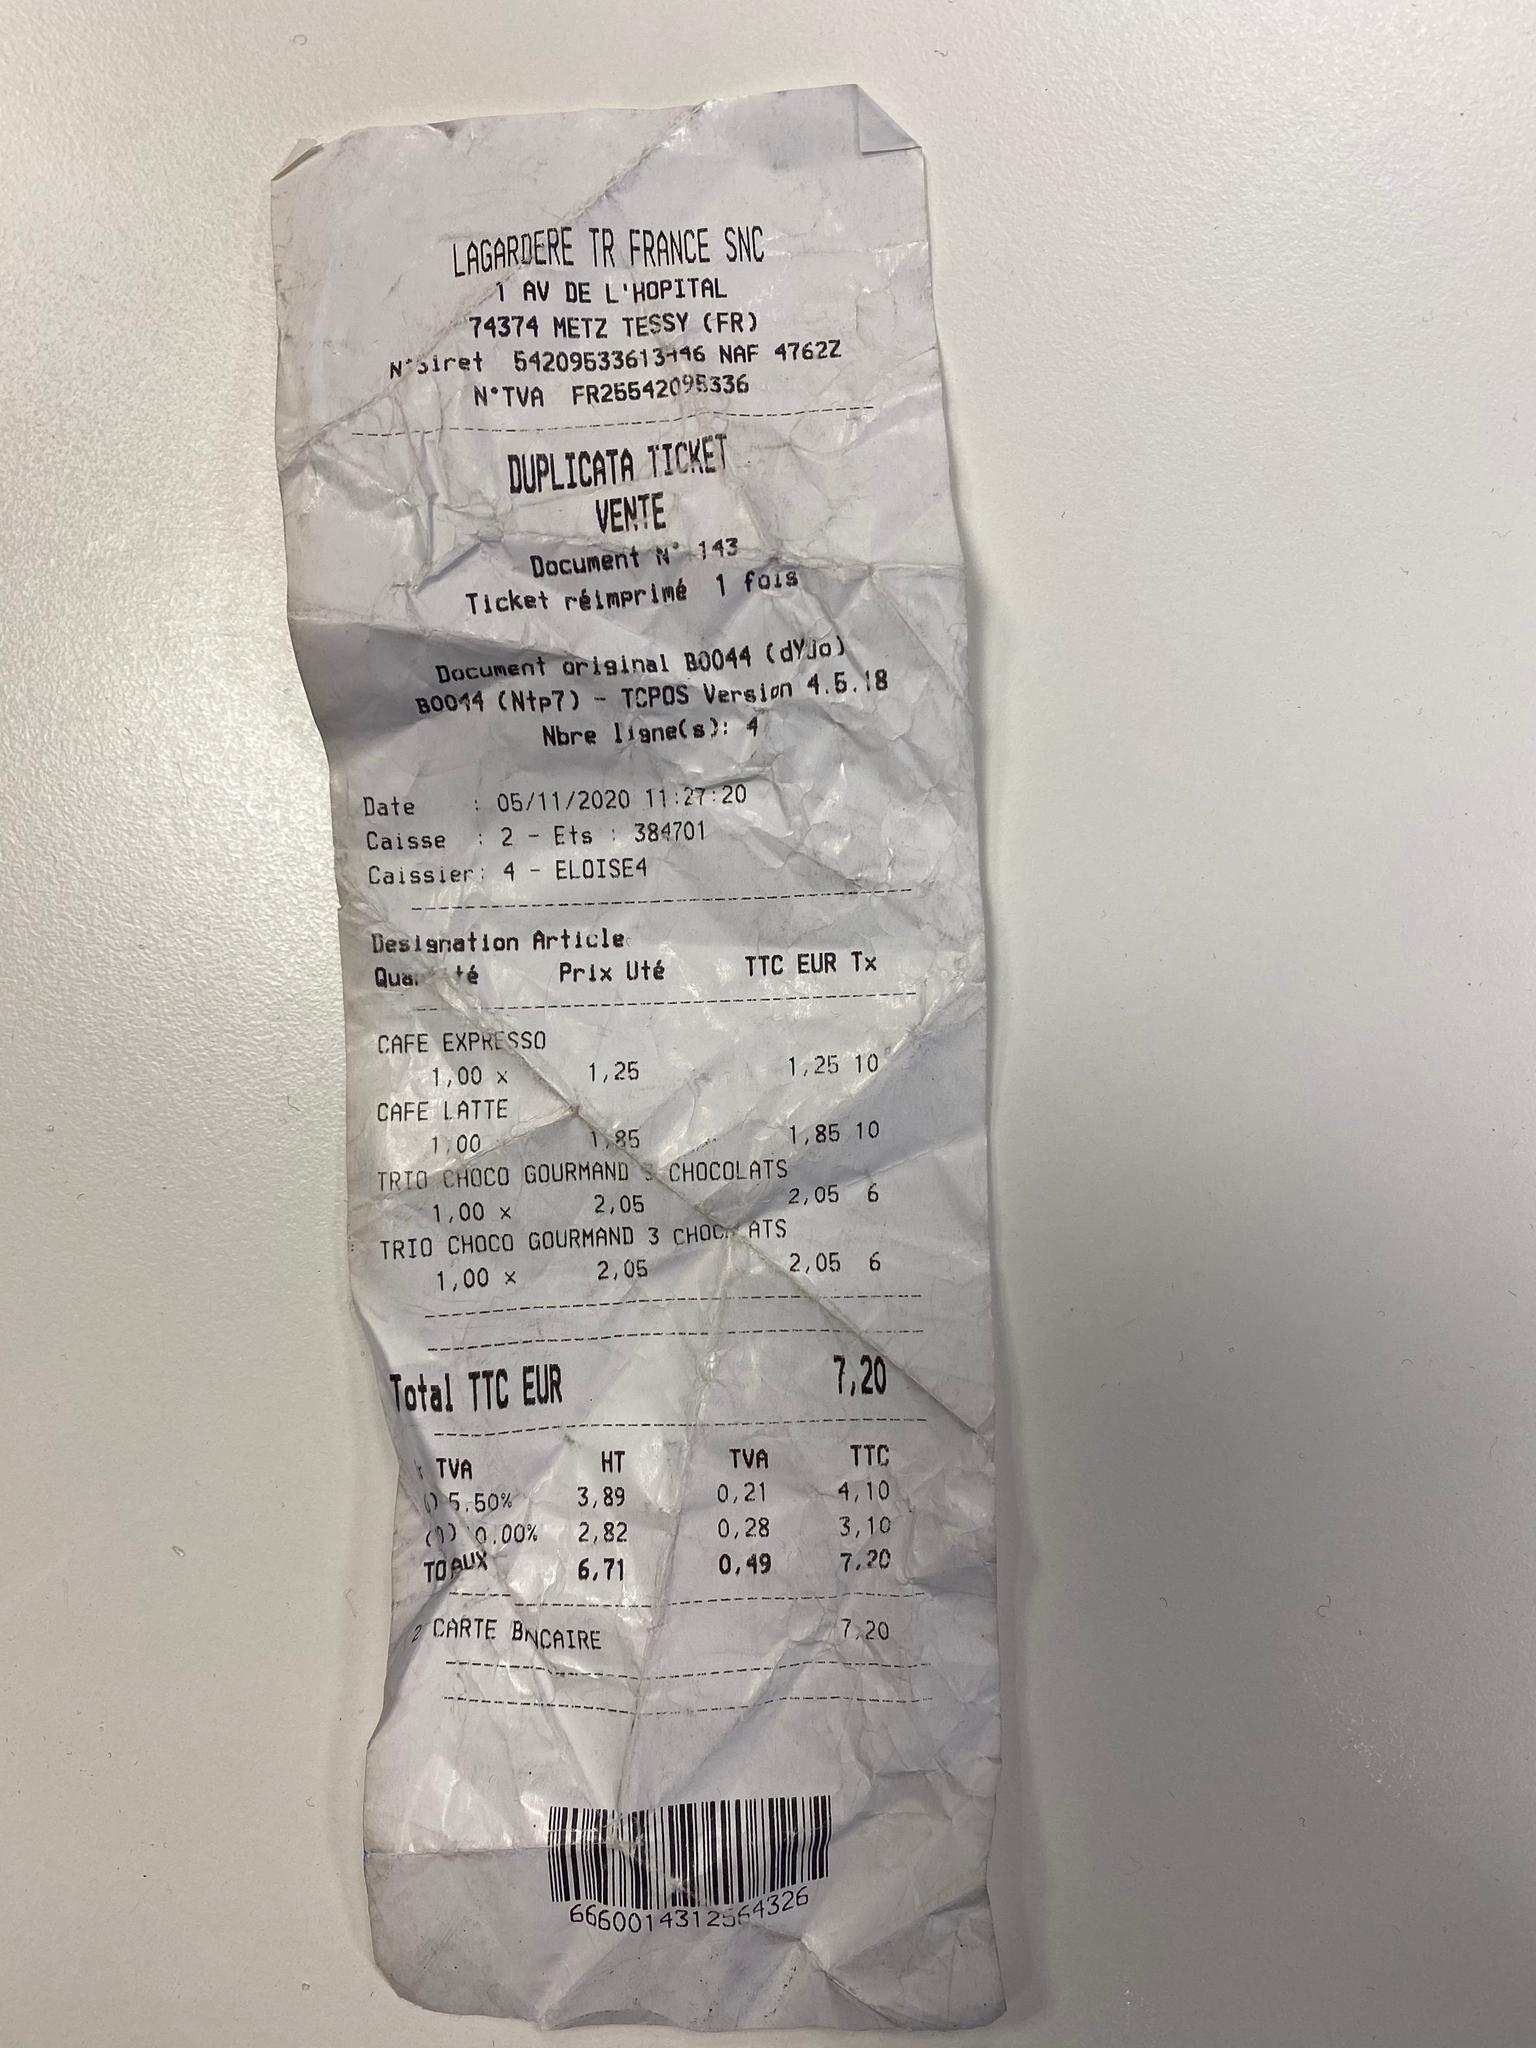 LAGARDERE TR FRANCE SNC
1 AV DE L'HOPITAL
74374 METZ TESSY (FR)
N°Siret NAF 4762Z
N°TVA FR25542095336
DUPLICATA TICKET
VENTE
Document N° 143
Ticket réimprimé 1 fois
Document original B0044 (dYJo)
B0044 (Ntp7) - TCPOS Version 4.5.18
Nbre ligne(s): 4
Date : 05/11/2020 11:27:20
Caisse : 2 - Ets : 384701
Caissier: 4 - ELOISE4
Designation Article
Quantité Prix Uté TTC EUR Tx
CAFE EXPRESSO
1,00 x 1,25 1,25 10
CAFE LATTE
1,00 1,85 1,85 10
TRIO CHOCO GOURMAND 3 CHOCOLATS
1,00 x 2,05 2,05 6
TRIO CHOCO GOURMAND 3 CHOCOLATS
1,00 x 2,05 2,05 6
Total TTC EUR 7,20
TVA HT TVA TTC
5.50% 3,89 0,21 4,10
2,82 0,28 3,10
TOTAUX 6,71 0,49 7,20
2 CARTE BANCAIRE 7,20